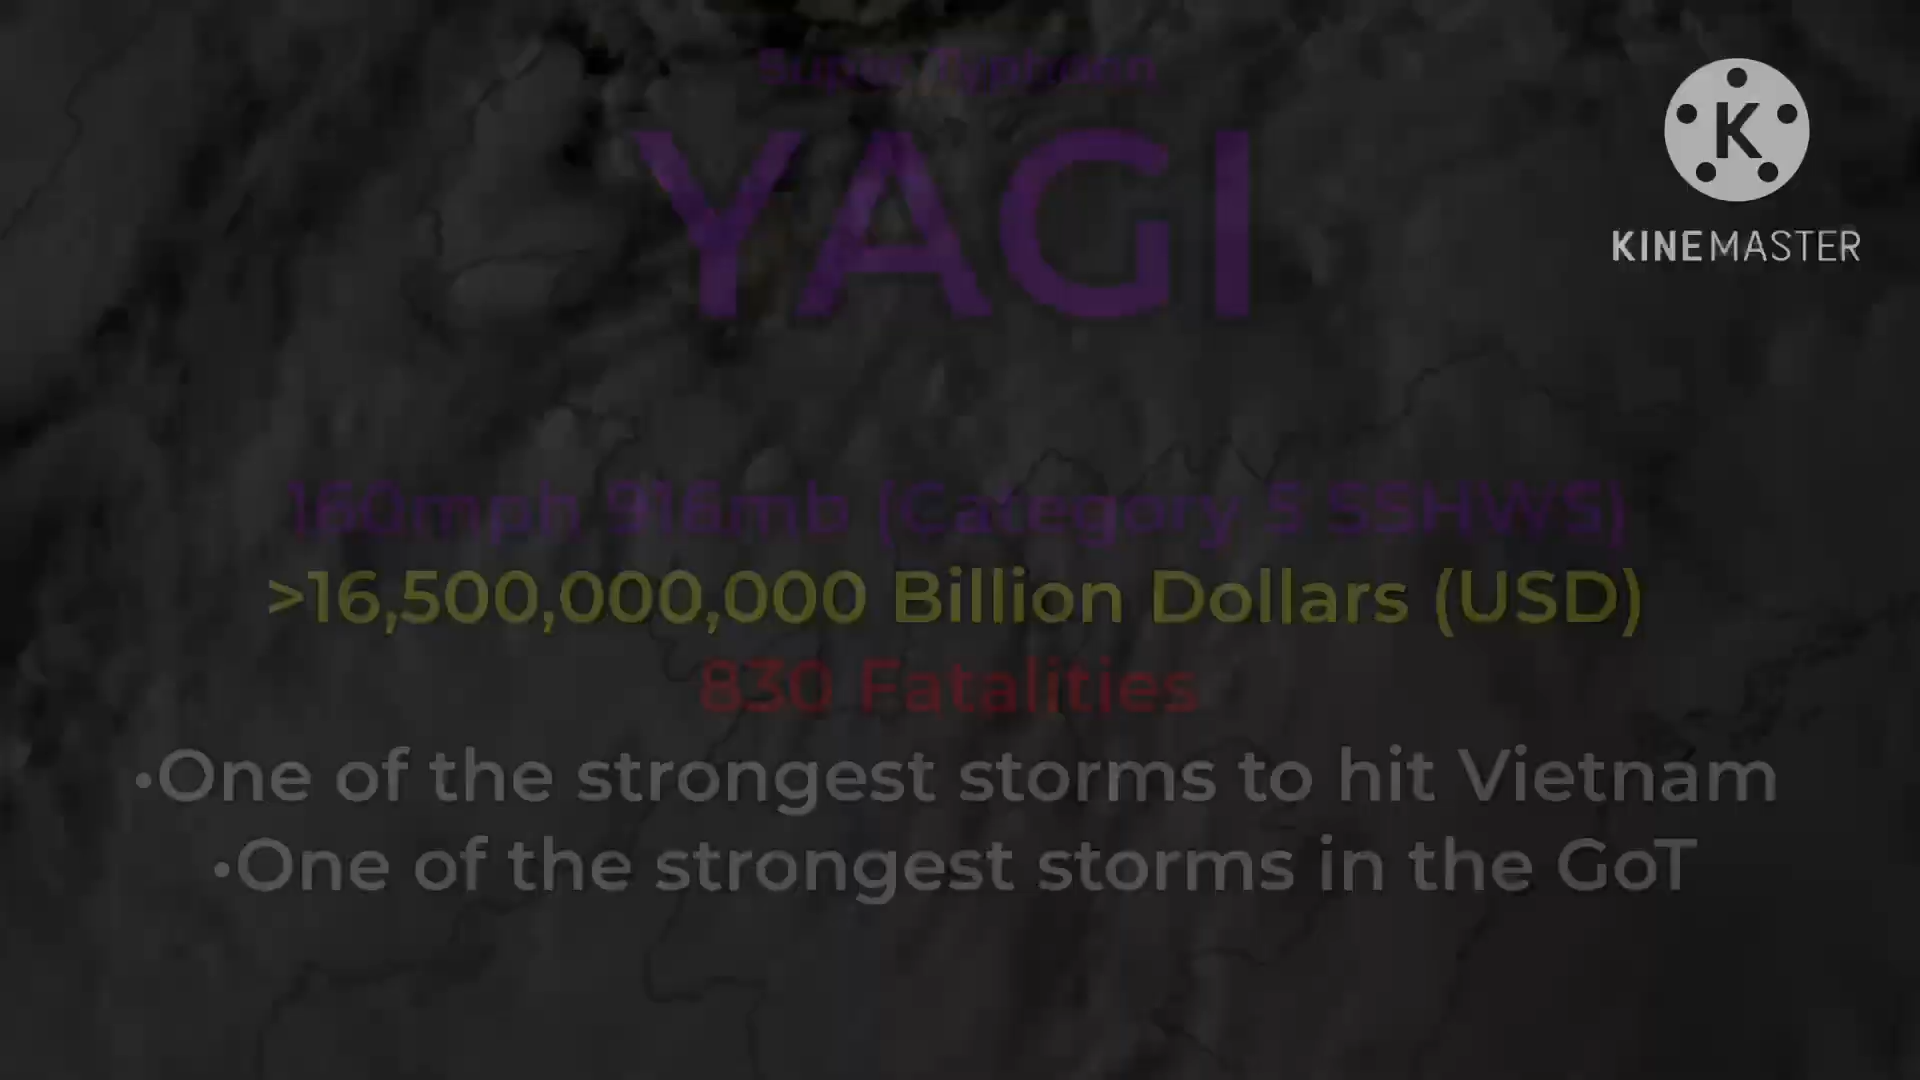 Super Typhoon
YAGI
K
KINEMASTER
160mph 916mb (Category 5 SSHWS)
>16,500,000,000 Billion Dollars (USD)
830 Fatalities
•One of the strongest storms to hit Vietnam
•One of the strongest storms in the GoT